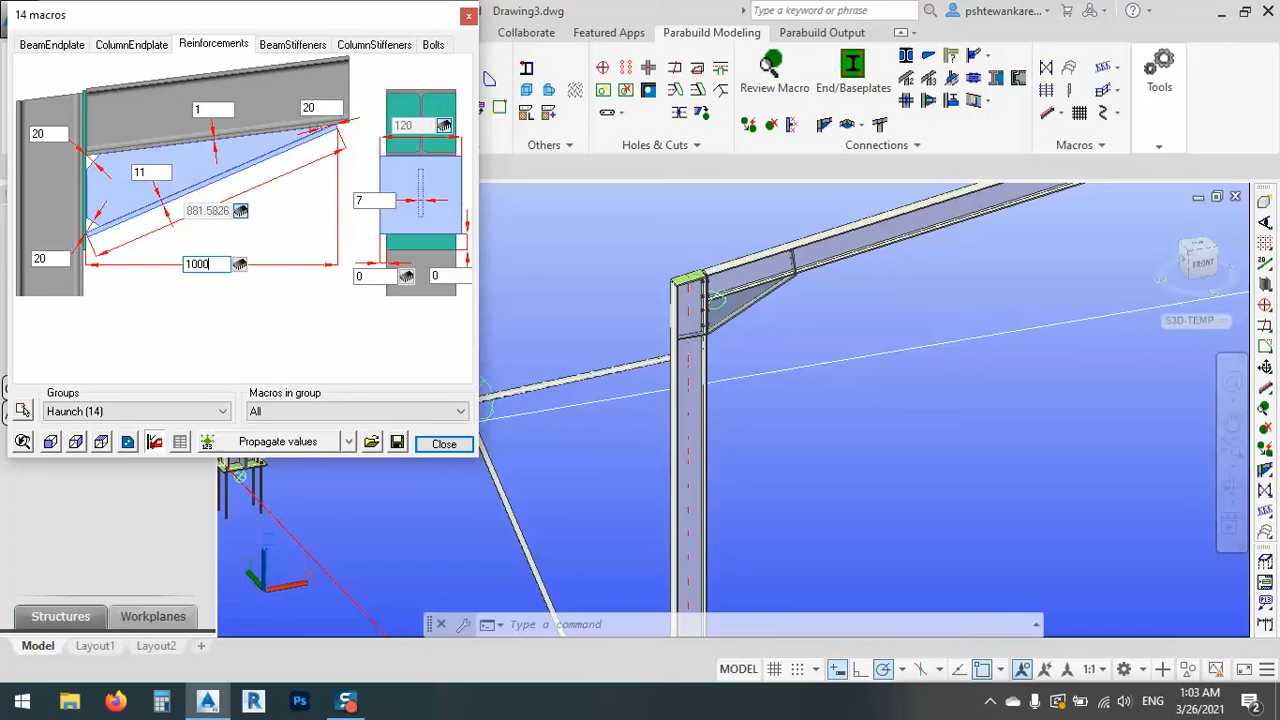 14 macros
Drawing3.dwg
Type a keyword or phrase
pshtewankare...
Collaborate
Featured Apps
Parabuild Modeling
Parabuild Output
BeamEndplate
ColumnEndplate
Reinforcements
BeamStiffeners
ColumnStiffeners
Bolts
Review Macro
End/Baseplates
Tools
Others
Holes & Cuts
Connections
Macros
1
20
20
120
11
7
881.5826
20
1000
0
0
FRONT
S3D-TEMP
Groups
Macros in group
Haunch (14)
All
Propagate values
Close
Structures
Workplanes
Type a command
Model
Layout1
Layout2
+
MODEL
1:1
ENG
1:03 AM
3/26/2021
2